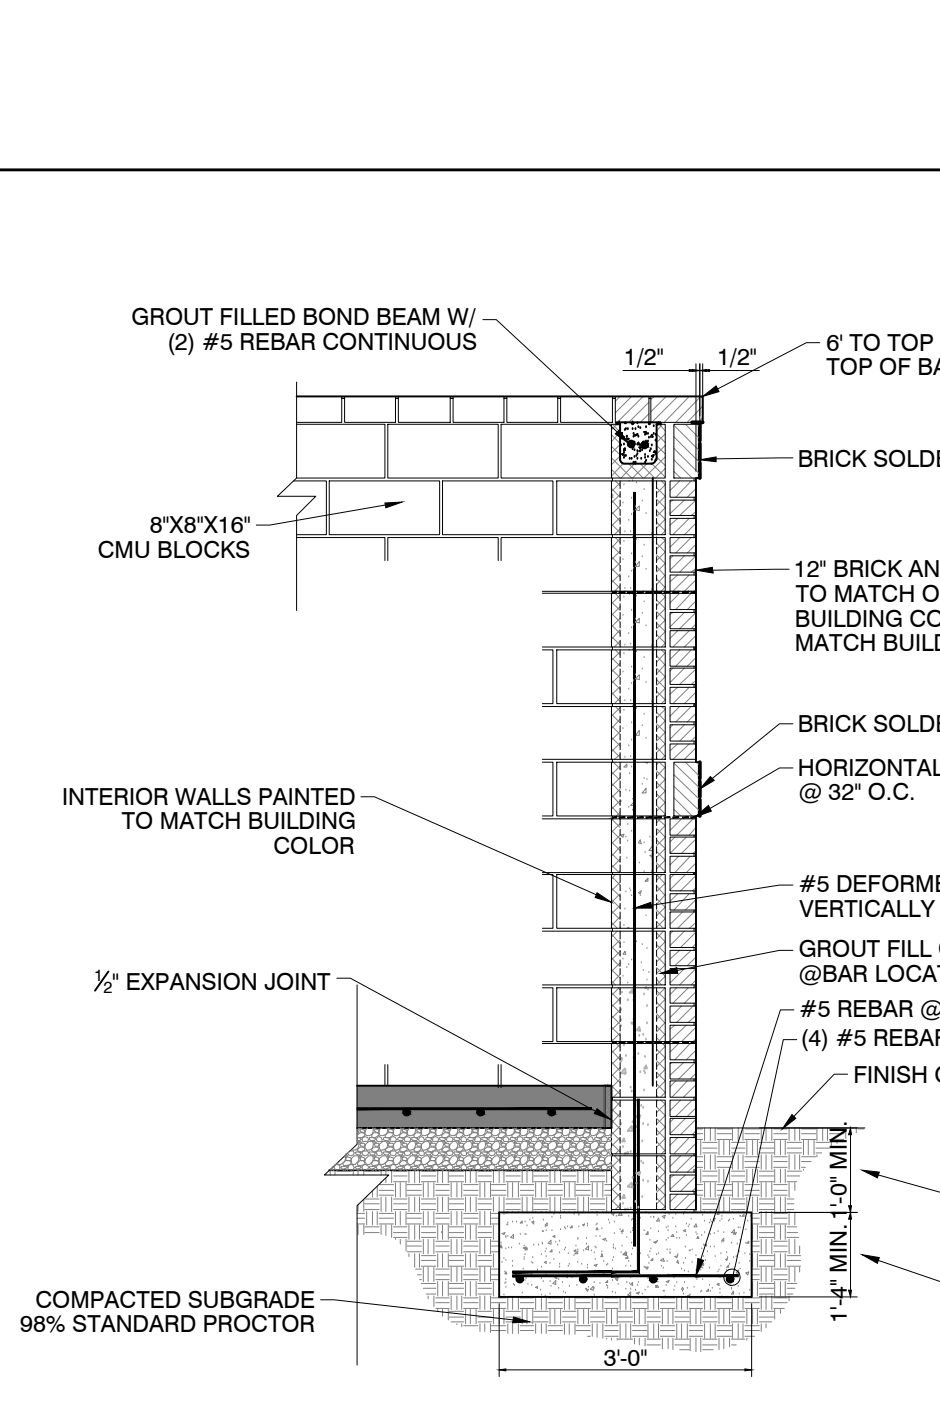 GROUT FILLED BOND BEAM W/
(2) #5 REBAR CONTINUOUS
1/2" 1/2"
6' TO TOP
TOP OF BA
BRICK SOLDE
8"X8"X16"
CMU BLOCKS
12" BRICK AN
TO MATCH O
BUILDING CO
MATCH BUILD
BRICK SOLDE
HORIZONTAL
@ 32" O.C.
INTERIOR WALLS PAINTED
TO MATCH BUILDING
COLOR
#5 DEFORME
VERTICALLY
GROUT FILL
@BAR LOCAT
½" EXPANSION JOINT
#5 REBAR @
(4) #5 REBAR
FINISH
1'-0" MIN.
1'-4" MIN.
COMPACTED SUBGRADE
98% STANDARD PROCTOR
3'-0"